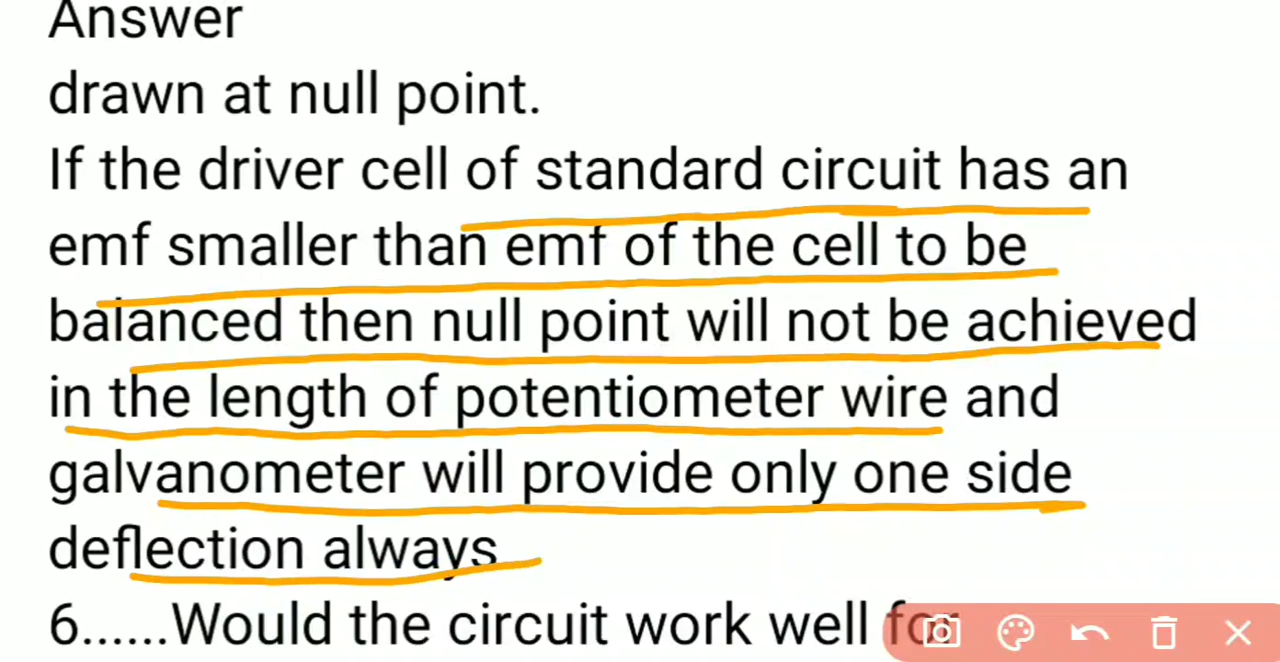 Answer
drawn at null point.
If the driver cell of standard circuit has an
emf smaller than emf of the cell to be
balanced then null point will not be achieved
in the length of potentiometer wire and
galvanometer will provide only one side
deflection always
6......Would the circuit work well for